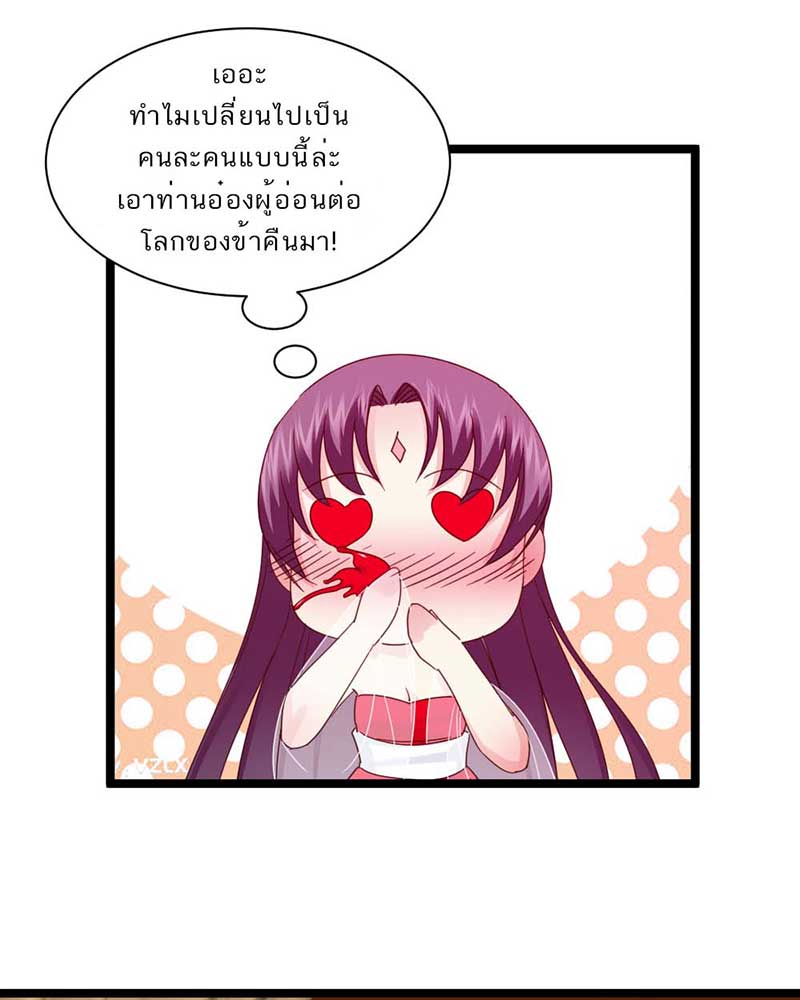 เออะ
ทำไมเปลี่ยนไปเป็น
คนละคนแบบนี้ล่ะ
เอาท่านอ๋องผู้อ่อนต่อ
โลกของข้าคืนมา!
VZLX